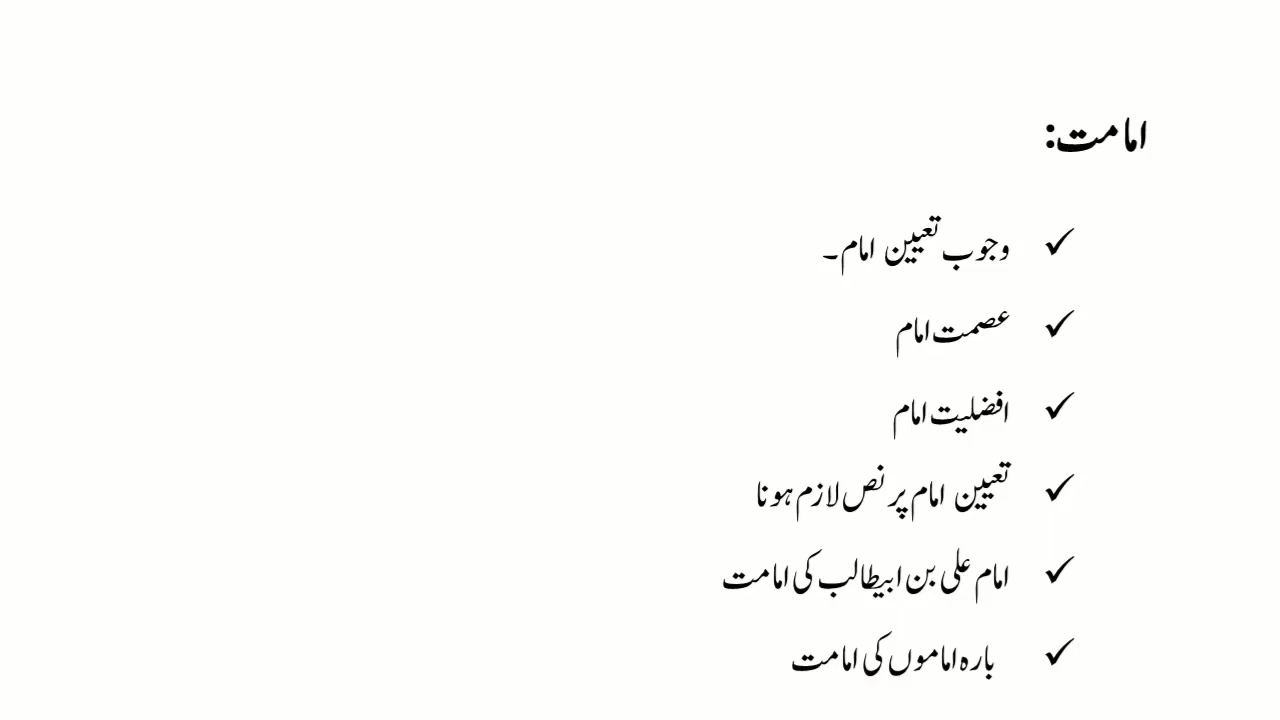 امامت:
✓ وجوب تعیین امام۔
✓ عصمت امام
✓ افضلیت امام
✓ تعیین امام پر نص لازم ہونا
✓ امام علی بن ابیطالب کی امامت
✓ بارہ اماموں کی امامت